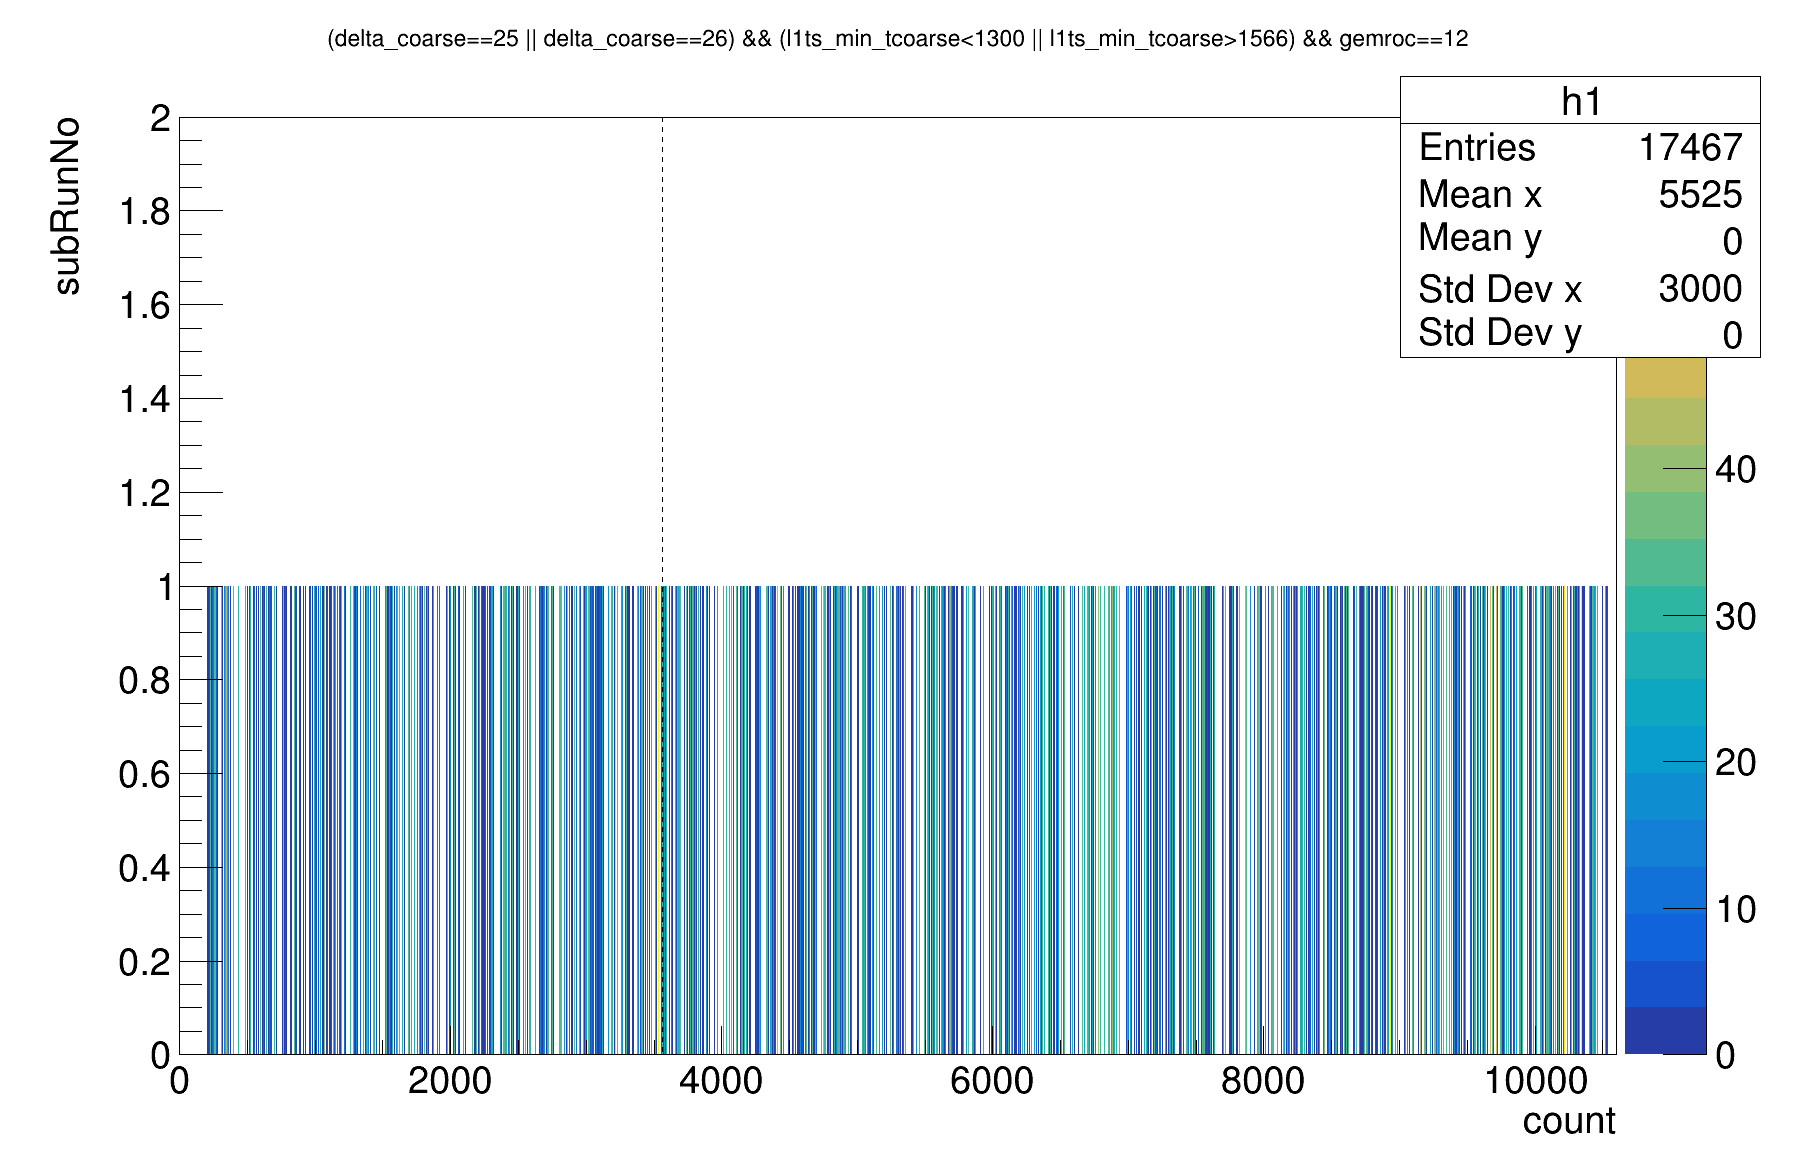 (delta_coarse==25 || delta_coarse==26) && (l1ts_min_tcoarse<1300 || l1ts_min_tcoarse>1566) && gemroc==12
h1
Entries 17467
Mean x 5525
Mean y 0
Std Dev x 3000
Std Dev y 0
subRunNo
2
1.8
1.6
1.4
1.2
1
0.8
0.6
0.4
0.2
0
40
30
20
10
0
0 2000 4000 6000 8000 10000
count